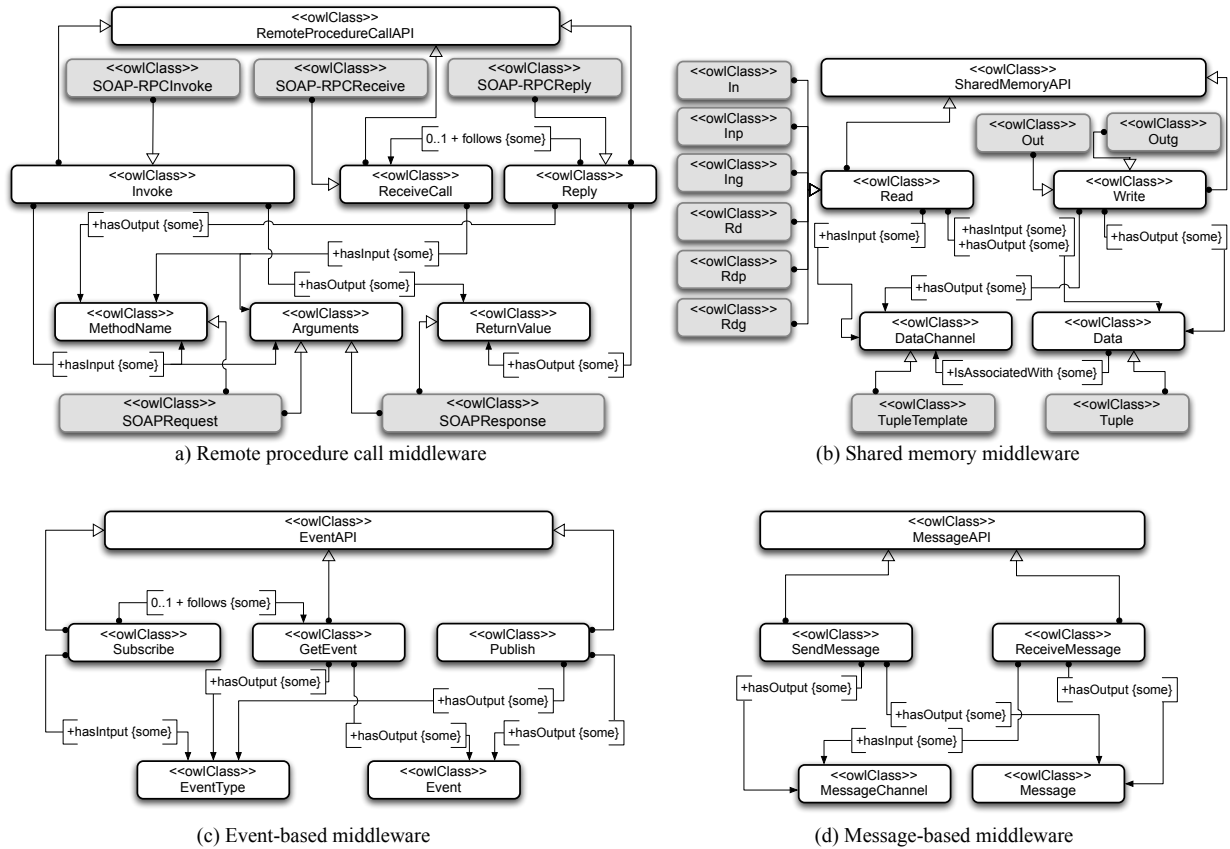 <<owlClass>>
RemoteProcedureCallAPI
<<owlClass>>
SOAP-RPCInvoke
<<owlClass>>
SOAP-RPCReceive
<<owlClass>>
SOAP-RPCReply
0..1 + follows {some}
<<owlClass>>
Invoke
<<owlClass>>
ReceiveCall
<<owlClass>>
Reply
+hasOutput {some}
+hasInput {some}
+hasOutput {some}
<<owlClass>>
MethodName
<<owlClass>>
Arguments
<<owlClass>>
ReturnValue
+hasInput {some}
+hasOutput {some}
<<owlClass>>
SOAPRequest
<<owlClass>>
SOAPResponse
a) Remote procedure call middleware
<<owlClass>>
In
<<owlClass>>
Inp
<<owlClass>>
Ing
<<owlClass>>
Rd
<<owlClass>>
Rdp
<<owlClass>>
Rdg
<<owlClass>>
SharedMemoryAPI
<<owlClass>>
Out
<<owlClass>>
Outg
<<owlClass>>
Read
<<owlClass>>
Write
+hasInput {some}
+hasIntput {some}
+hasOutput {some}
+hasOutput {some}
+hasOutput {some}
<<owlClass>>
DataChannel
<<owlClass>>
Data
+IsAssociatedWith {some}
<<owlClass>>
TupleTemplate
<<owlClass>>
Tuple
(b) Shared memory middleware
<<owlClass>>
EventAPI
0..1 + follows {some}
<<owlClass>>
Subscribe
<<owlClass>>
GetEvent
<<owlClass>>
Publish
+hasOutput {some}
+hasOutput {some}
+hasIntput {some}
+hasOutput {some}
+hasOutput {some}
<<owlClass>>
EventType
<<owlClass>>
Event
(c) Event-based middleware
<<owlClass>>
MessageAPI
<<owlClass>>
SendMessage
<<owlClass>>
ReceiveMessage
+hasOutput {some}
+hasOutput {some}
+hasOutput {some}
+hasInput {some}
<<owlClass>>
MessageChannel
<<owlClass>>
Message
(d) Message-based middleware